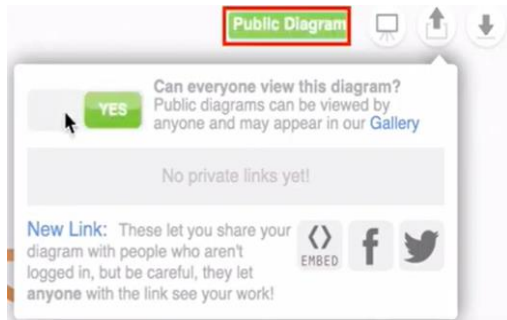 Public Diagram
Can everyone view this diagram?
YES
Public diagrams can be viewed by
anyone and may appear in our Gallery
No private links yet!
New Link: These let you share your
diagram with people who aren't
logged in, but be careful, they let
anyone with the link see your work!
EMBED